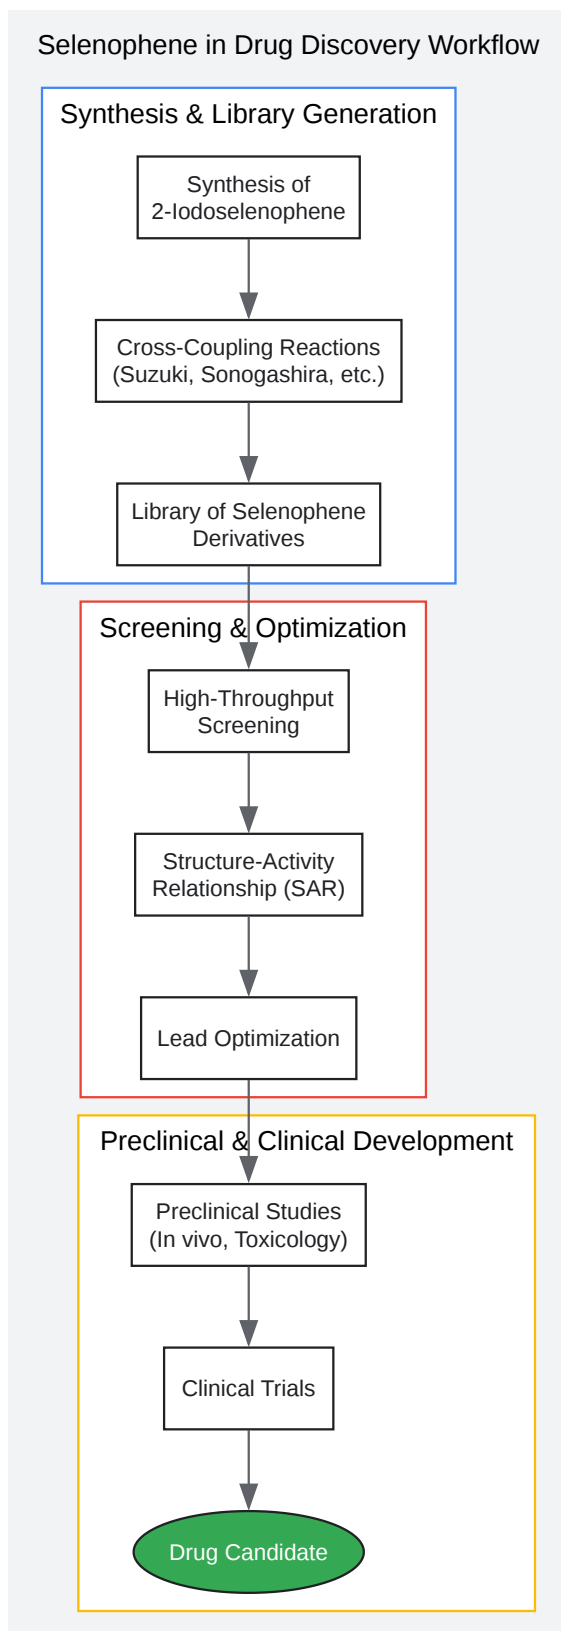 Selenophene in Drug Discovery Workflow
Synthesis & Library Generation
Synthesis of
2-Iodoselenophene
Cross-Coupling Reactions
(Suzuki, Sonogashira, etc.)
Library of Selenophene
Derivatives
Screening & Optimization
High-Throughput
Screening
Structure-Activity
Relationship (SAR)
Lead Optimization
Preclinical & Clinical Development
Preclinical Studies
(In vivo, Toxicology)
Clinical Trials
Drug Candidate